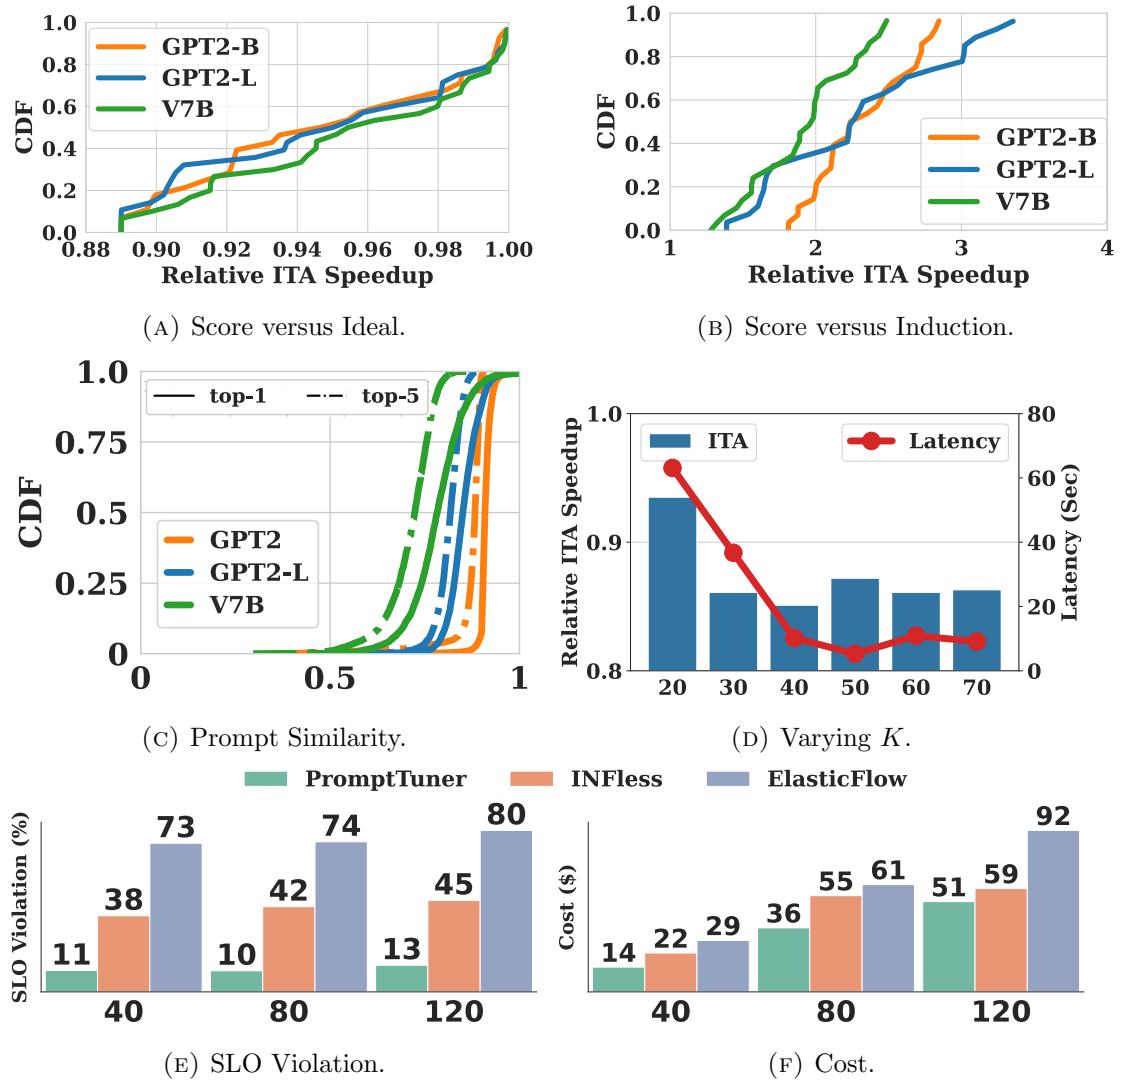 1.0
0.8
0.6
0.4
0.2
0.0
CDF
GPT2-B
GPT2-L
V7B
0.88 0.90 0.92 0.94 0.96 0.98 1.00
Relative ITA Speedup
(A) Score versus Ideal.
1.0
0.8
0.6
0.4
0.2
0.0
CDF
GPT2-B
GPT2-L
V7B
1 2 3 4
Relative ITA Speedup
(B) Score versus Induction.
1.0
0.75
0.5
0.25
0
CDF
top-1 top-5
GPT2
GPT2-L
V7B
0 0.5 1
(C) Prompt Similarity.
1.0
0.9
0.8
Relative ITA Speedup
ITA
Latency
80
60
40
20
0
Latency (Sec)
20 30 40 50 60 70
(D) Varying K.
PromptTuner INFless ElasticFlow
SLO Violation (%)
11 38 73 10 42 74 13 45 80
40 80 120
(E) SLO Violation.
Cost ($)
14 22 29 36 55 61 51 59 92
40 80 120
(F) Cost.